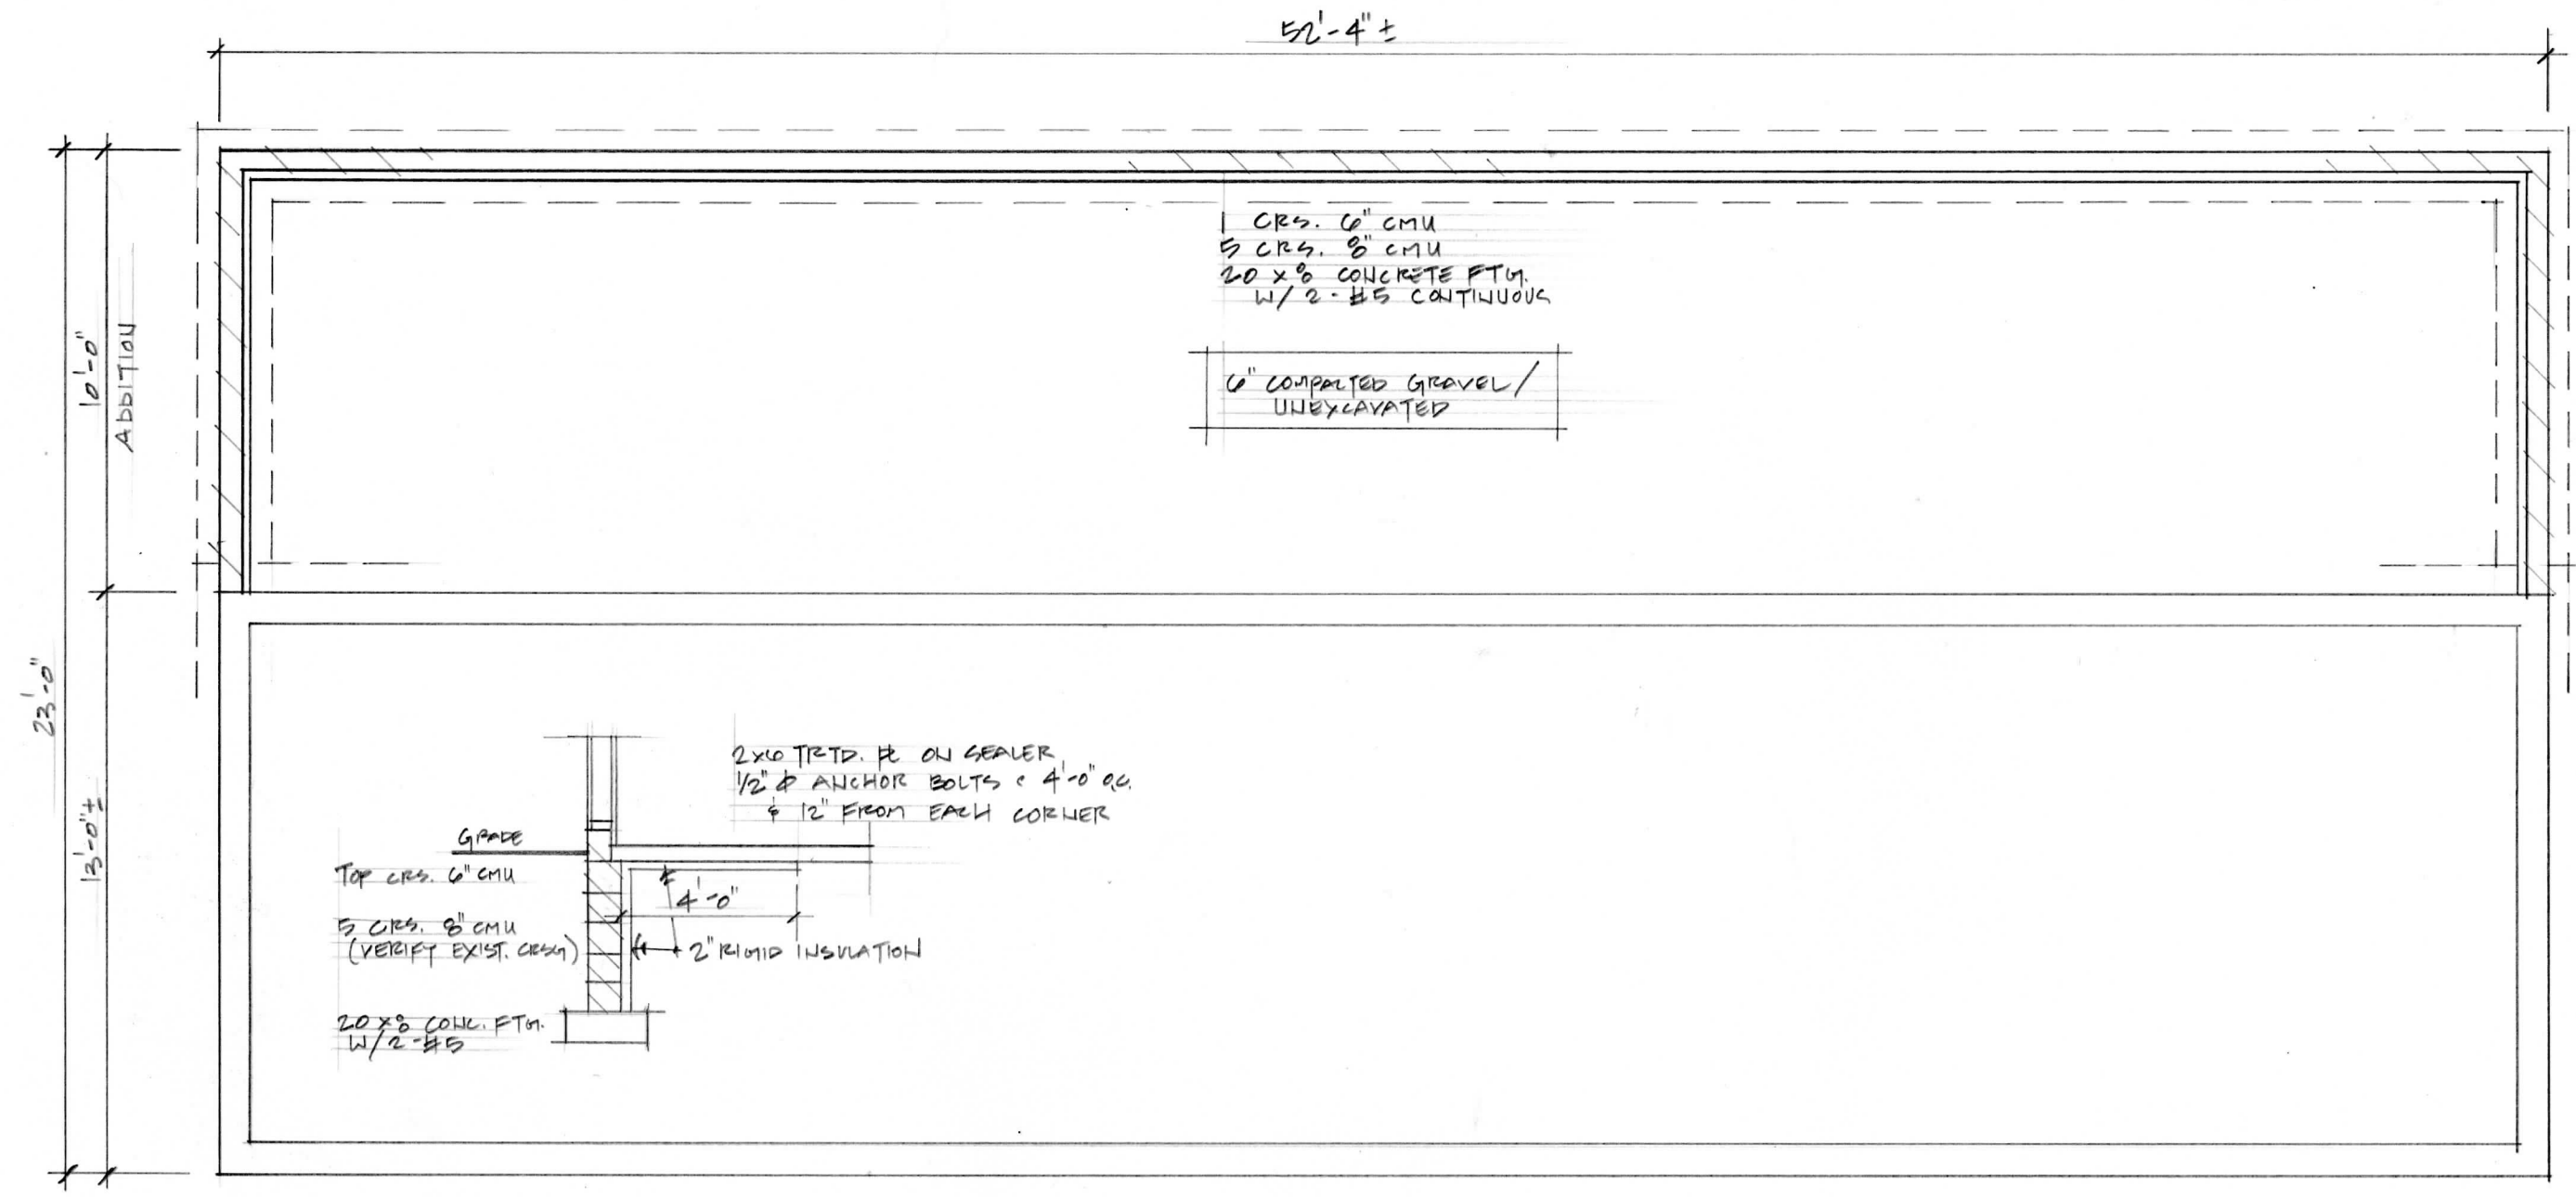 52'-4" ±
1 CRS. 6" CMU
5 CRS. 8" CMU
20 x 8 CONCRETE FTG.
W/ 2 - #5 CONTINUOUS
10'-0"
ADDITION
6" COMPACTED GRAVEL /
UNEXCAVATED
23'-0"
13'-0" ±
2x6 TRTD. PL ON SEALER
1/2" Φ ANCHOR BOLTS @ 4'-0" O.C.
& 12" FROM EACH CORNER
GRADE
TOP CRS. 6" CMU
4'-0"
5 CRS. 8" CMU
(VERIFY EXIST. CRSG)
2" RIGID INSULATION
20 x 8 CONC. FTG.
W/ 2 - #5